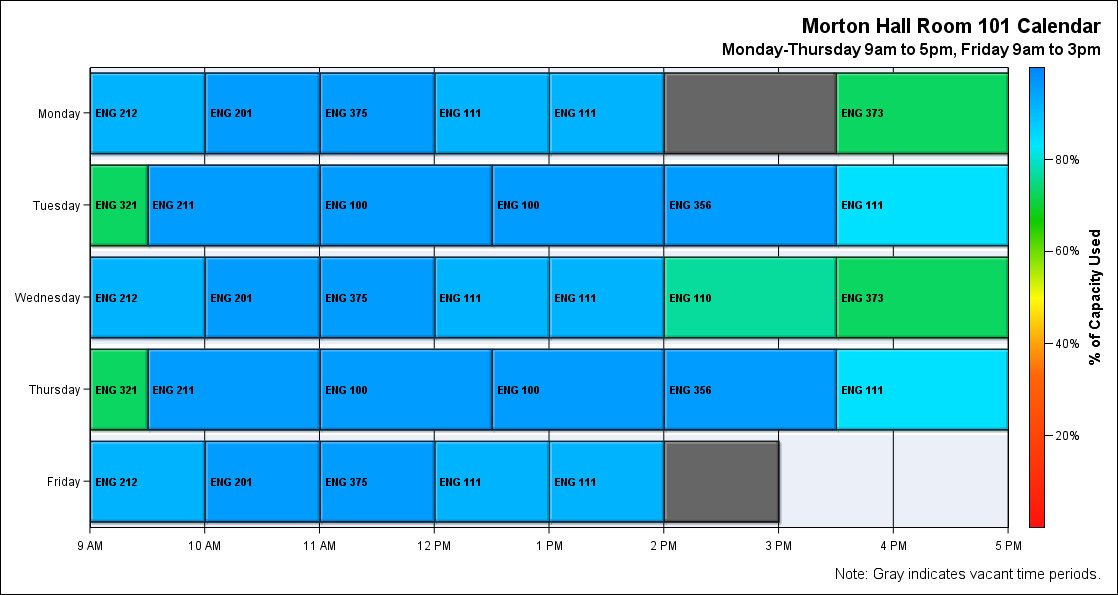 Morton Hall Room 101 Calendar
Monday-Thursday 9am to 5pm, Friday 9am to 3pm
Monday ENG 212 ENG 201 ENG 375 ENG 111 ENG 111 ENG 373
Tuesday ENG 321 ENG 211 ENG 100 ENG 100 ENG 356 ENG 111
Wednesday ENG 212 ENG 201 ENG 375 ENG 111 ENG 111 ENG 110 ENG 373
Thursday ENG 321 ENG 211 ENG 100 ENG 100 ENG 356 ENG 111
Friday ENG 212 ENG 201 ENG 375 ENG 111 ENG 111
9 AM 10 AM 11 AM 12 PM 1 PM 2 PM 3 PM 4 PM 5 PM
80%
60%
40%
20%
% of Capacity Used
Note: Gray indicates vacant time periods.